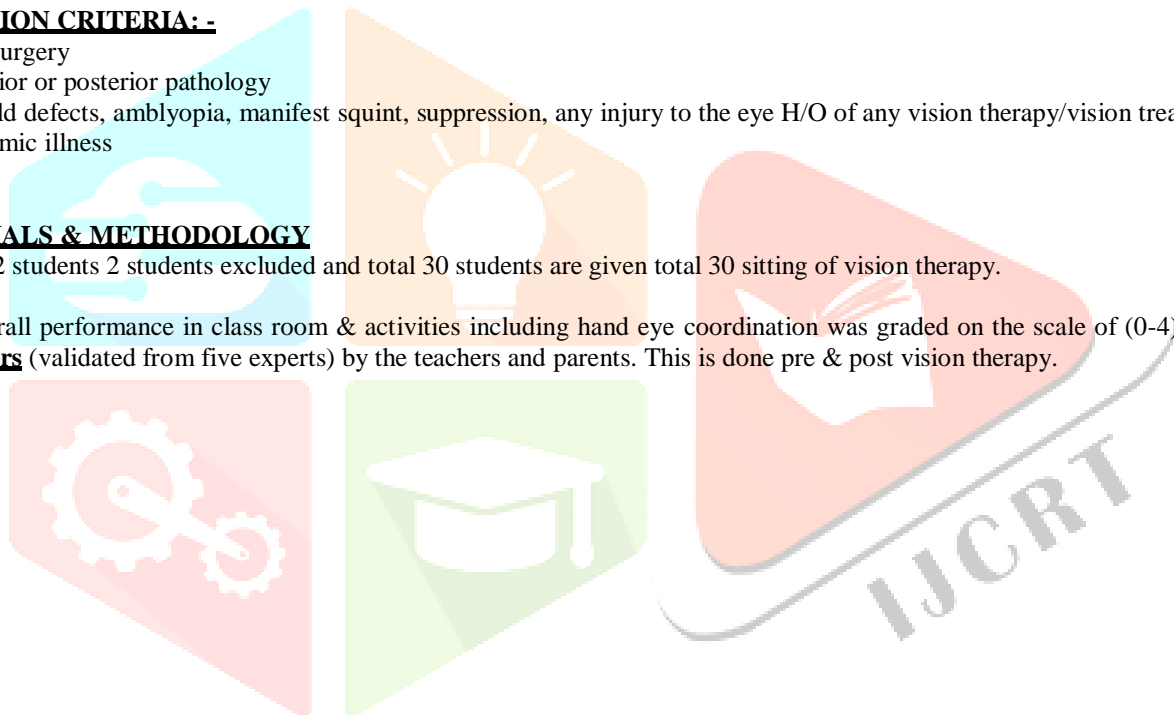 ION CRITERIA: -
urgery
ior or posterior pathology
ld defects, amblyopia, manifest squint, suppression, any injury to the eye H/O of any vision therapy/vision trea
mic illness
IALS & METHODOLOGY
2 students 2 students excluded and total 30 students are given total 30 sitting of vision therapy.
rall performance in class room & activities including hand eye coordination was graded on the scale of (0-4)
rs (validated from five experts) by the teachers and parents. This is done pre & post vision therapy.
IJCRT